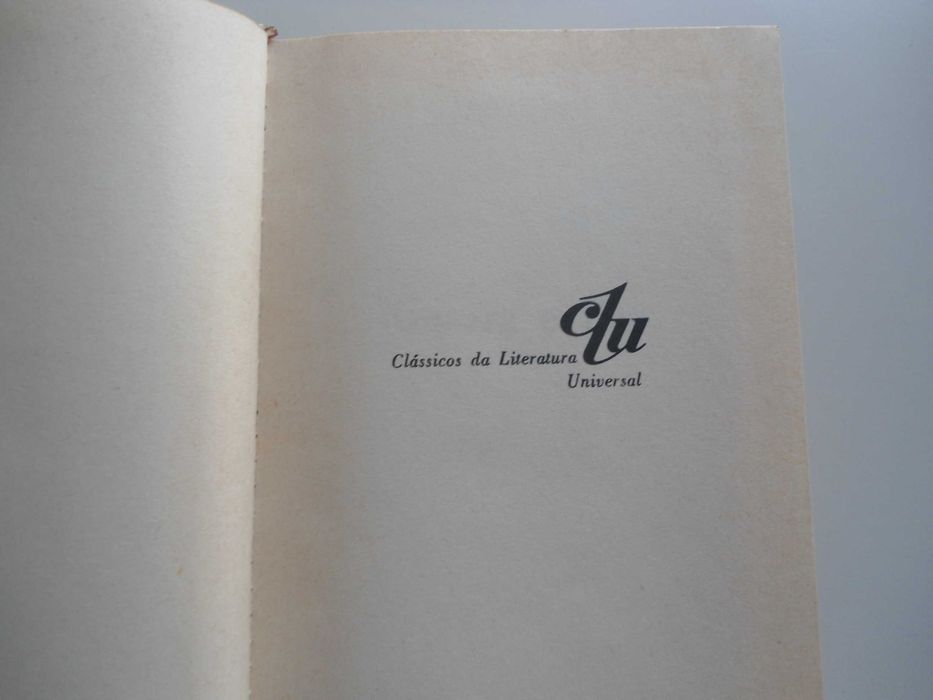 clu
Clássicos da Literatura
Universal